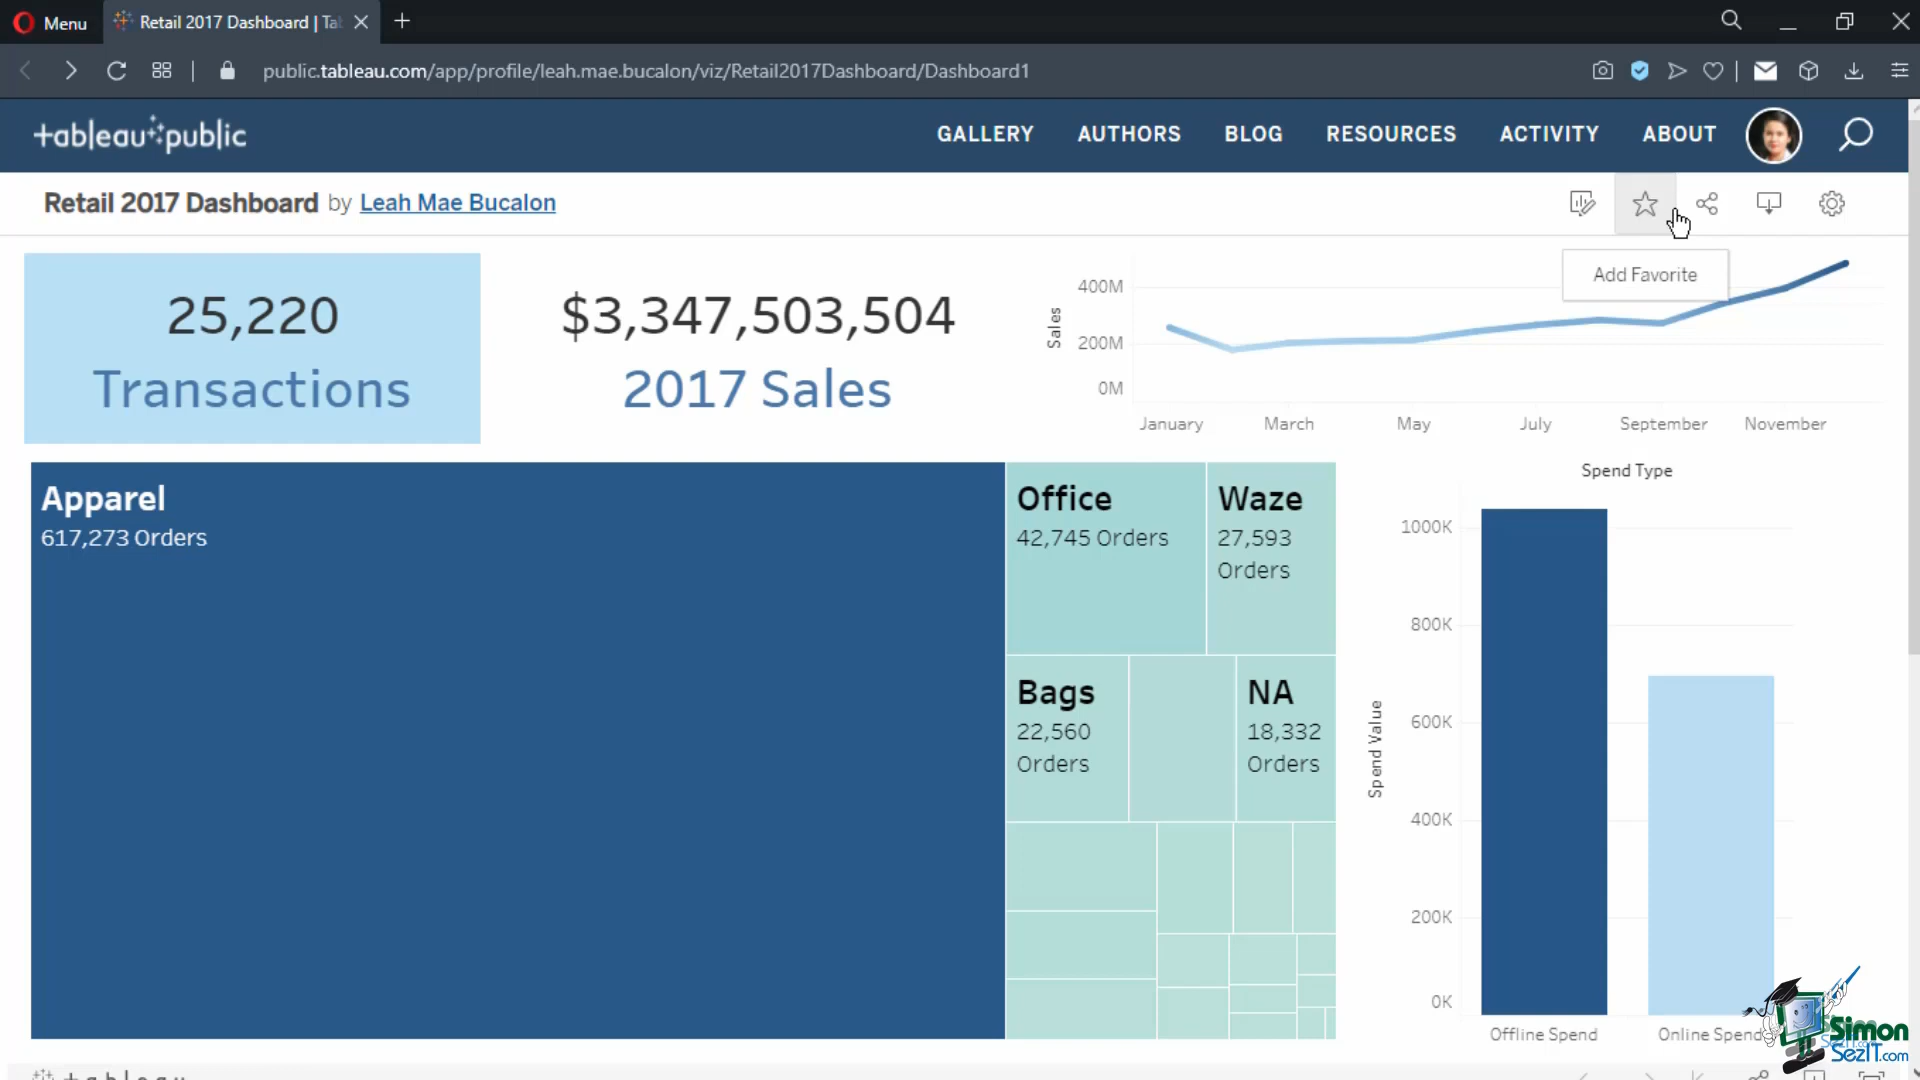 Menu
Retail 2017 Dashboard | Tab
public.tableau.com/app/profile/leah.mae.bucalon/viz/Retail2017Dashboard/Dashboard1
+ableau public
GALLERY AUTHORS BLOG RESOURCES ACTIVITY ABOUT
Retail 2017 Dashboard by Leah Mae Bucalon
Add Favorite
25,220
Transactions
$3,347,503,504
2017 Sales
Sales
400M
200M
0M
January March May July September November
Apparel
617,273 Orders
Office
42,745 Orders
Waze
27,593
Orders
Bags
22,560
Orders
NA
18,332
Orders
Spend Type
Spend Value
1000K
800K
600K
400K
200K
0K
Offline Spend Online Spend
Simon
SezIT.com